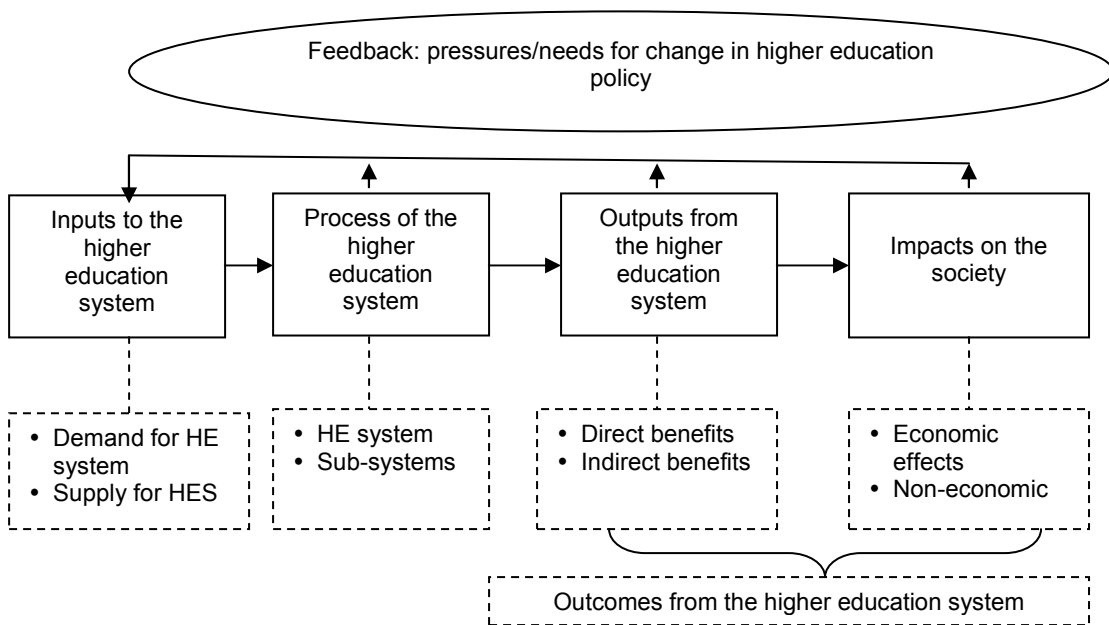 Feedback: pressures/needs for change in higher education
policy
Inputs to the
higher
education
system
Process of the
higher
education
system
Outputs from
the higher
education
system
Impacts on the
society
• Demand for HE
system
• Supply for HES
• HE system
• Sub-systems
• Direct benefits
• Indirect benefits
• Economic
effects
• Non-economic
Outcomes from the higher education system